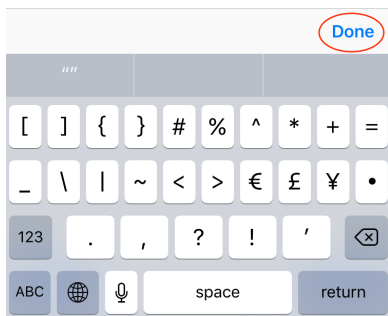 Done
“”
[ ] { } # % ^ * + =
_ \ | ~ < > € £ ¥ •
123 . , ? ! ′
ABC space return